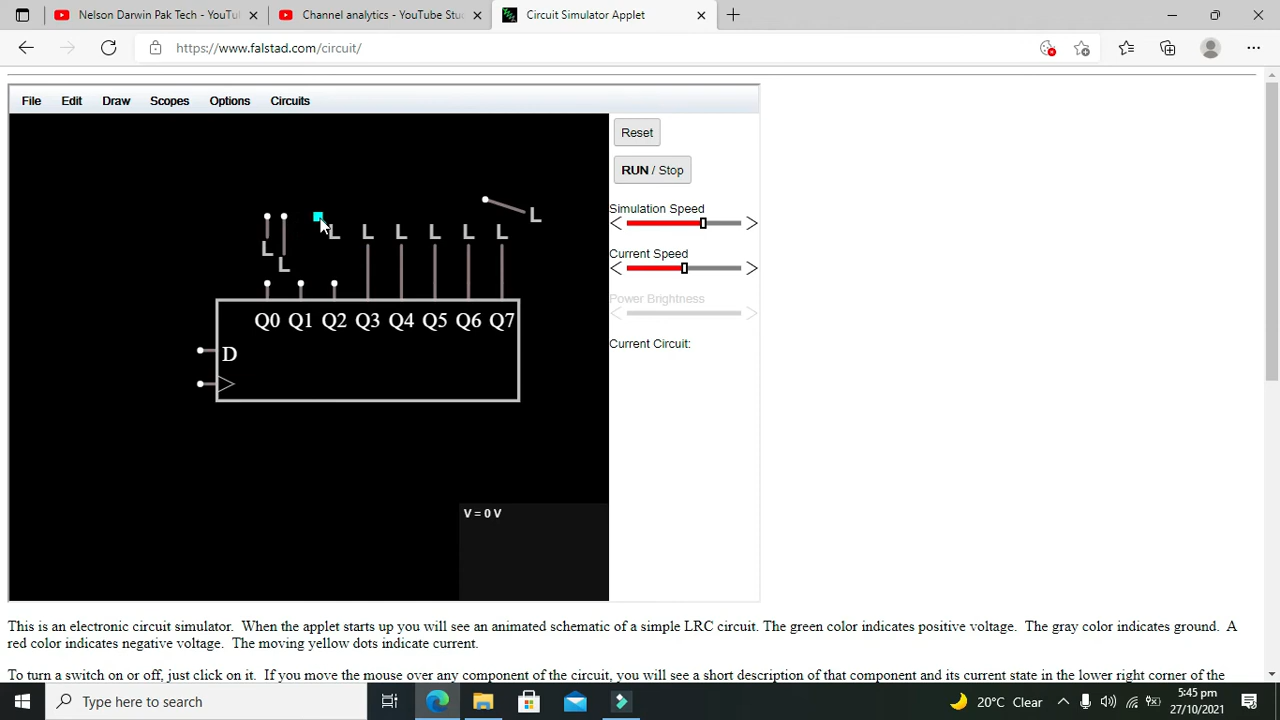 Nelson Darwin Pak Tech - YouTu
Channel analytics - YouTube Stu
Circuit Simulator Applet
https://www.falstad.com/circuit/
File Edit Draw Scopes Options Circuits
Reset
RUN / Stop
Simulation Speed
Current Speed
Power Brightness
Current Circuit:
L
L L L L L L
L
L
Q0 Q1 Q2 Q3 Q4 Q5 Q6 Q7
D
V = 0 V
This is an electronic circuit simulator. When the applet starts up you will see an animated schematic of a simple LRC circuit. The green color indicates positive voltage. The gray color indicates ground. A
red color indicates negative voltage. The moving yellow dots indicate current.
To turn a switch on or off, just click on it. If you move the mouse over any component of the circuit, you will see a short description of that component and its current state in the lower right corner of the
Type here to search
20°C Clear
5:45 pm
27/10/2021